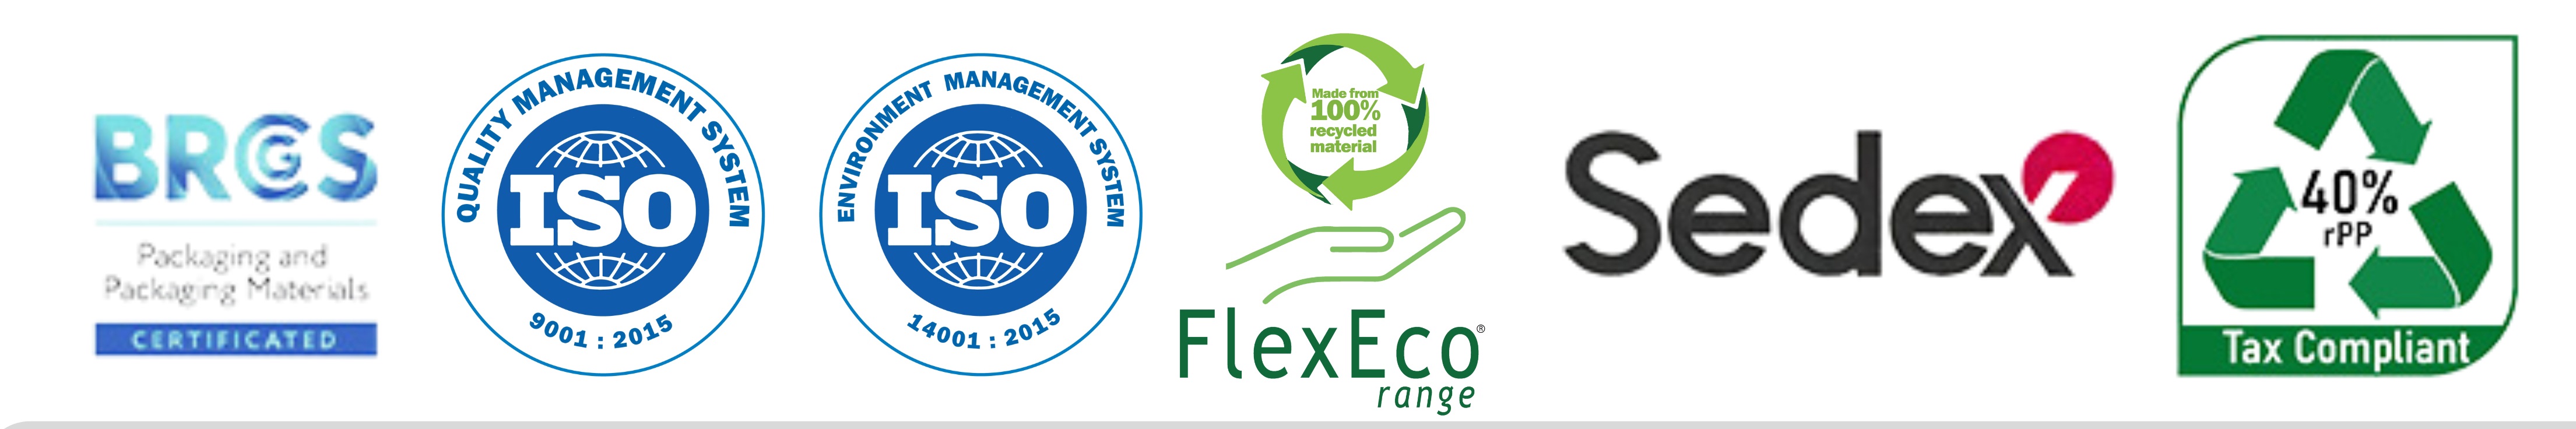 BRCGS
Packaging and
Packaging Materials
CERTIFICATED
QUALITY MANAGEMENT SYSTEM
ISO
9001 : 2015
ENVIRONMENT MANAGEMENT SYSTEM
ISO
14001 : 2015
Made from
100%
recycled
material
FlexEco®
range
Sedex
40%
rPP
Tax Compliant